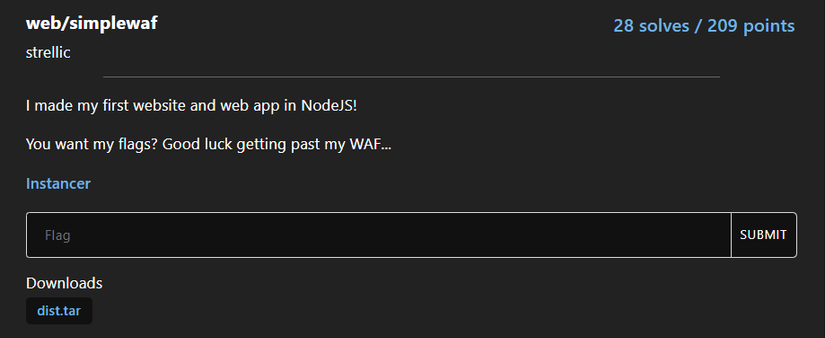 web/simplewaf
28 solves / 209 points
strellic
I made my first website and web app in NodeJS!
You want my flags? Good luck getting past my WAF...
Instancer
Flag
SUBMIT
Downloads
dist.tar